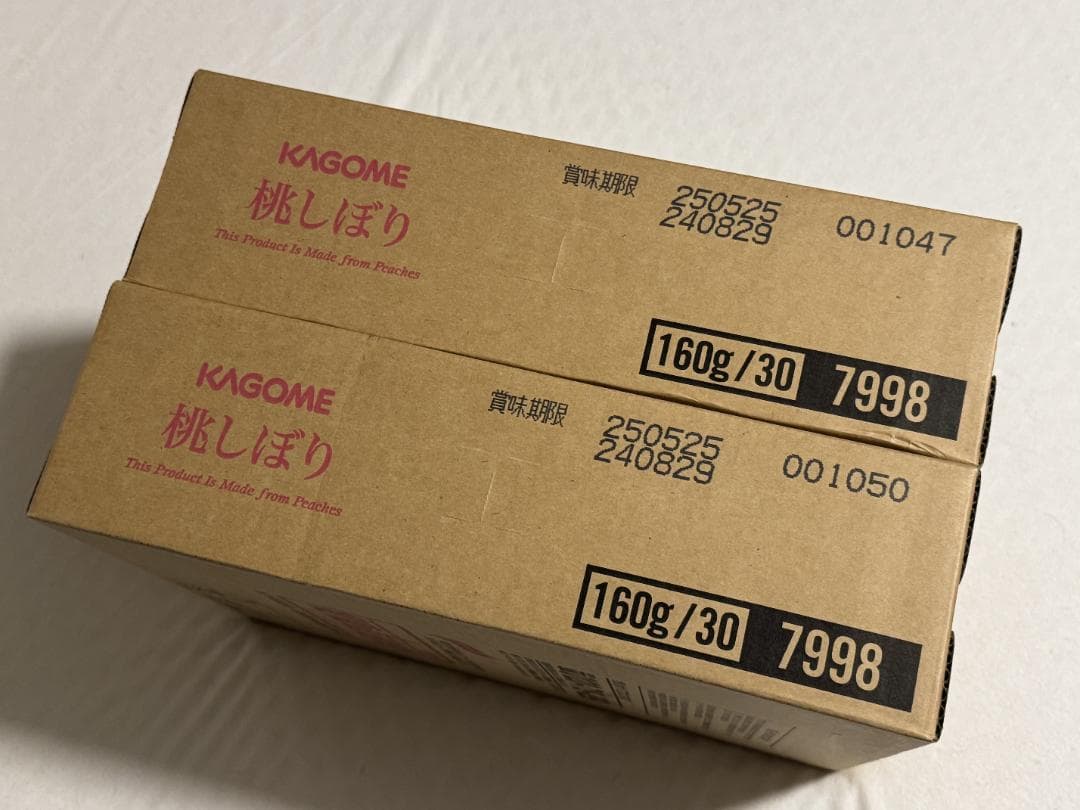 KAGOME
桃しぼり
This Product Is Made from Peaches
賞味期限
250525
240829
001047
160g/30
7998
KAGOME
桃しぼり
This Product Is Made from Peaches
賞味期限
250525
240829
001050
160g/30
7998